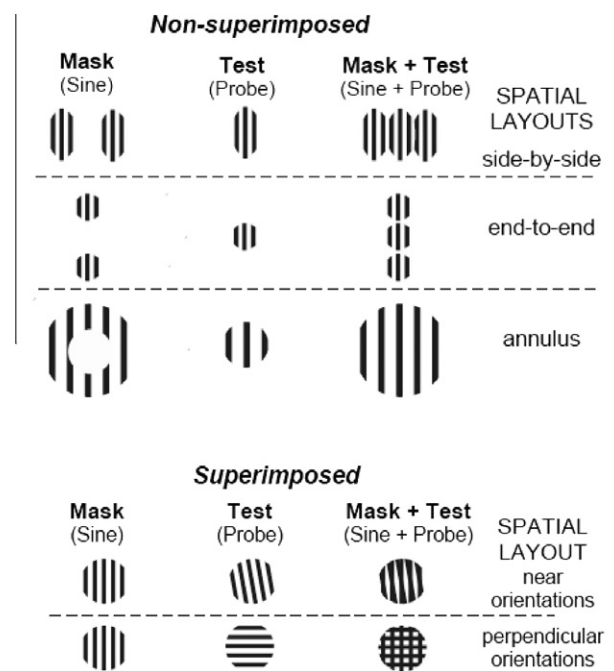 Non-superimposed
Mask
(Sine)
Test
(Probe)
Mask + Test
(Sine + Probe)
SPATIAL
LAYOUTS
side-by-side
end-to-end
annulus
Superimposed
Mask
(Sine)
Test
(Probe)
Mask + Test
(Sine + Probe)
SPATIAL
LAYOUT
near
orientations
perpendicular
orientations